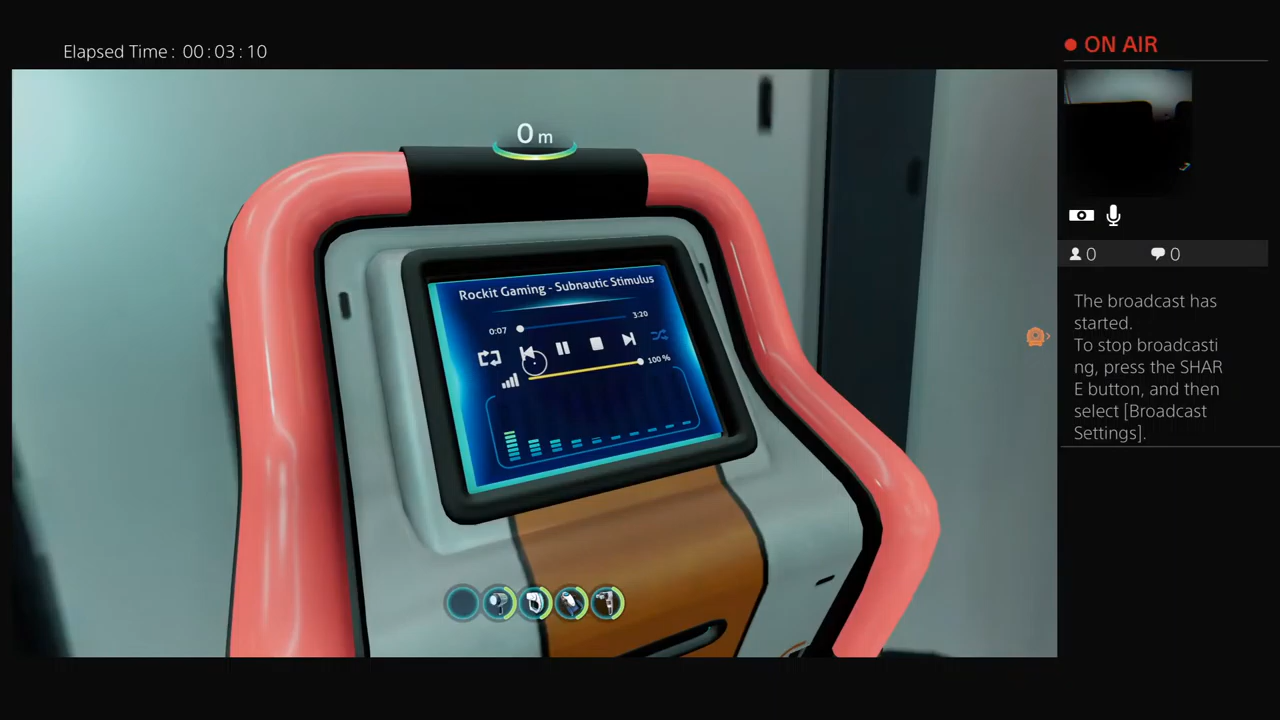 Elapsed Time: 00:03:10
ON AIR
0 m
Rockit Gaming - Subnautic Stimulus
0:07
3:20
100 %
0
0
The broadcast has
started.
To stop broadcasti
ng, press the SHAR
E button, and then
select [Broadcast
Settings].